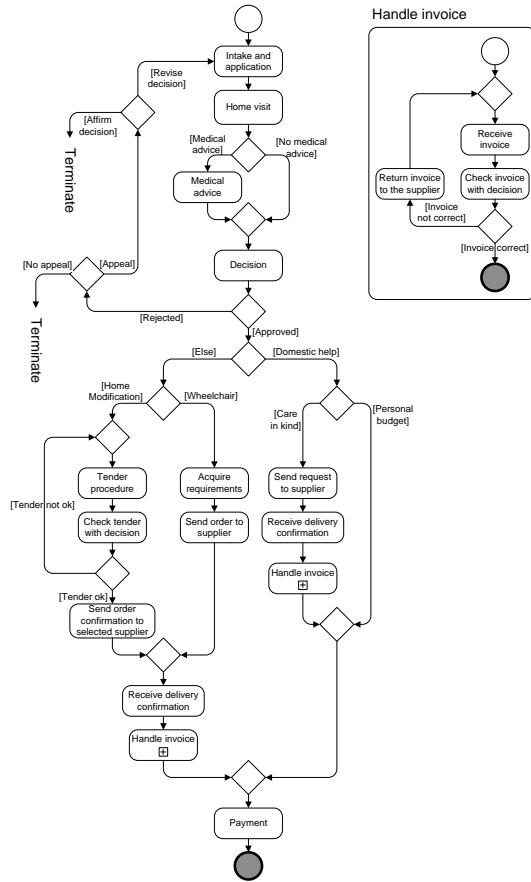 Handle invoice
Intake and
application
[Revise
decision]
Home visit
[Affirm
decision]
Terminate
[Medical
advice]
[No medical
advice]
Medical
advice
Decision
[No appeal]
[Appeal]
Terminate
[Rejected]
[Approved]
[Else]
[Domestic help]
[Home
Modification]
[Wheelchair]
[Care
in kind]
[Personal
budget]
Tender
procedure
Acquire
requirements
Send request
to supplier
[Tender not ok]
Check tender
with decision
Send order to
supplier
Receive delivery
confirmation
Handle invoice
[Tender ok]
Send order
confirmation to
selected supplier
Receive delivery
confirmation
Handle invoice
Payment
Receive
invoice
Return invoice
to the supplier
Check invoice
with decision
[Invoice
not correct]
[Invoice correct]